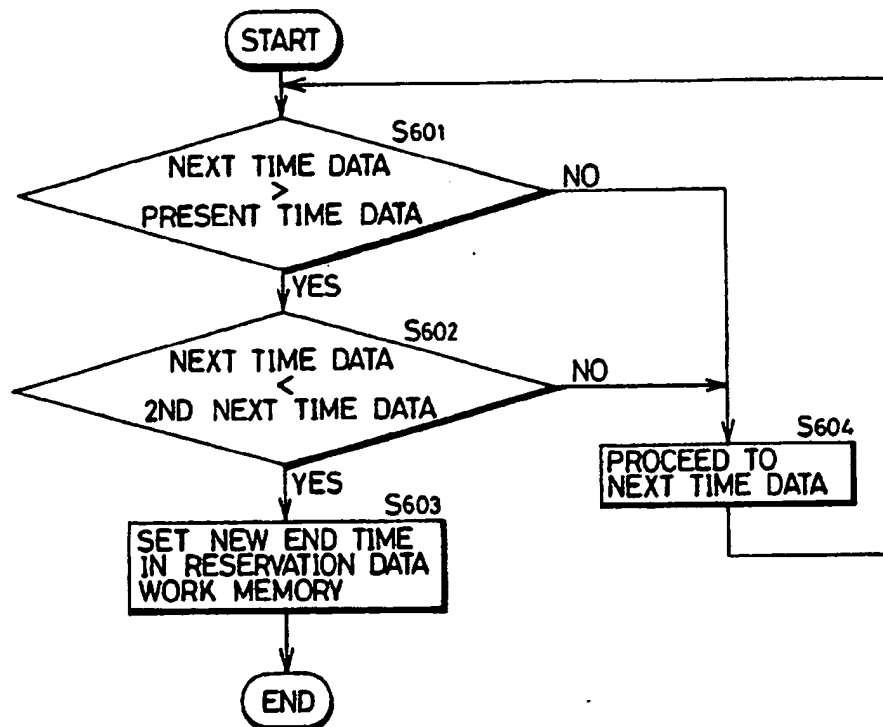 START
S601
NEXT TIME DATA
>
PRESENT TIME DATA
NO
YES
S602
NEXT TIME DATA
<
2ND NEXT TIME DATA
NO
YES
S604
PROCEED TO
NEXT TIME DATA
S603
SET NEW END TIME
IN RESERVATION DATA
WORK MEMORY
END